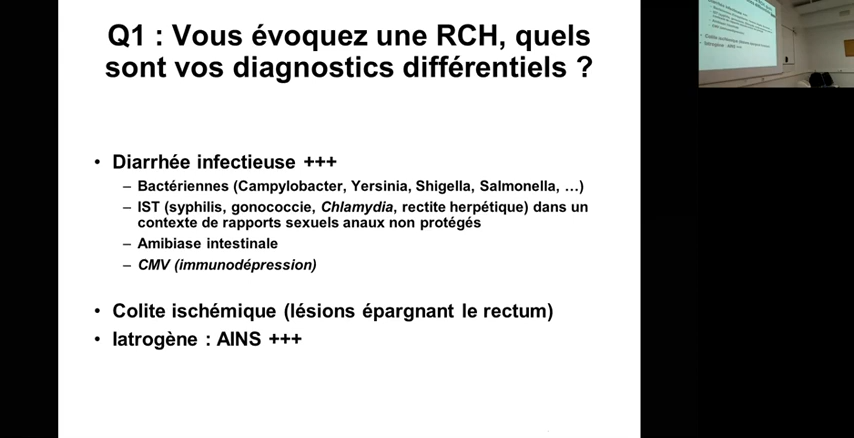 Q1 : Vous évoquez une RCH, quels
sont vos diagnostics différentiels ?
• Diarrhée infectieuse +++
– Bactériennes (Campylobacter, Yersinia, Shigella, Salmonella, …)
– IST (syphilis, gonococcie, Chlamydia, rectite herpétique) dans un
contexte de rapports sexuels anaux non protégés
– Amibiase intestinale
– CMV (immunodépression)
• Colite ischémique (lésions épargnant le rectum)
• Iatrogène : AINS +++